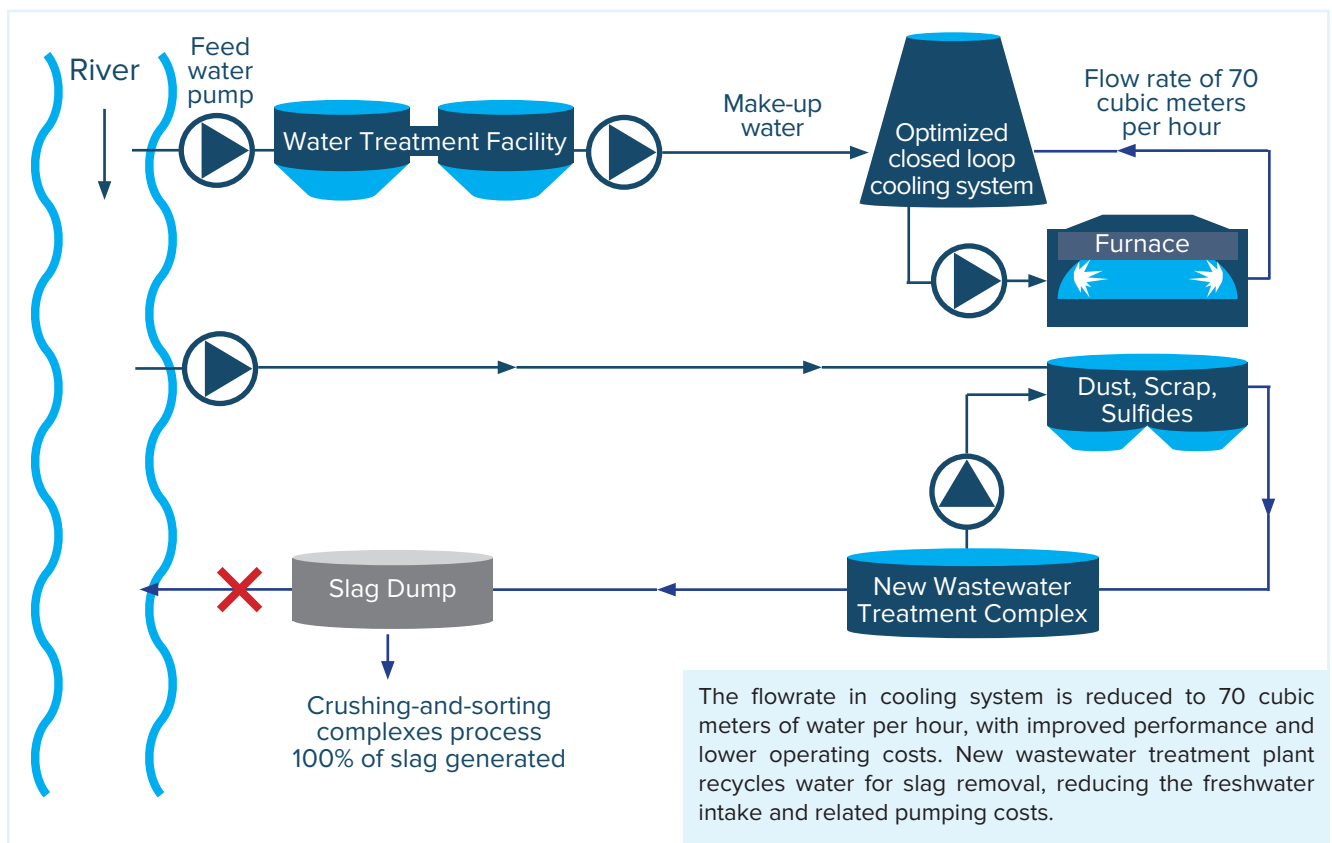 River
Feed
water
pump
Water Treatment Facility
Make-up
water
Optimized
closed loop
cooling system
Flow rate of 70
cubic meters
per hour
Furnace
Dust, Scrap,
Sulfides
New Wastewater
Treatment Complex
Slag Dump
Crushing-and-sorting
complexes process
100% of slag generated
The flowrate in cooling system is reduced to 70 cubic
meters of water per hour, with improved performance and
lower operating costs. New wastewater treatment plant
recycles water for slag removal, reducing the freshwater
intake and related pumping costs.